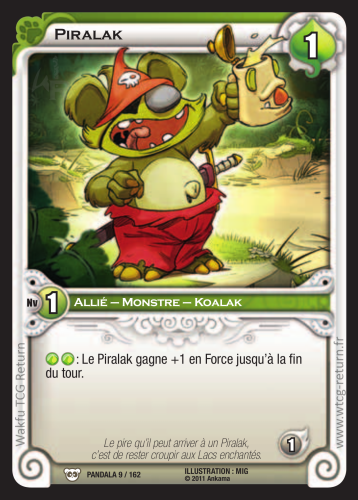 Piralak
1
Nv 1 Allié – Monstre – Koalak
: Le Piralak gagne +1 en Force jusqu'à la fin
du tour.
Le pire qu'il peut arriver à un Piralak,
c'est de rester croupir aux Lacs enchantés.
1
PANDALA 9 / 162
ILLUSTRATION : MIG
© 2011 Ankama
Wakfu TCG Return
www.wtcg-return.fr